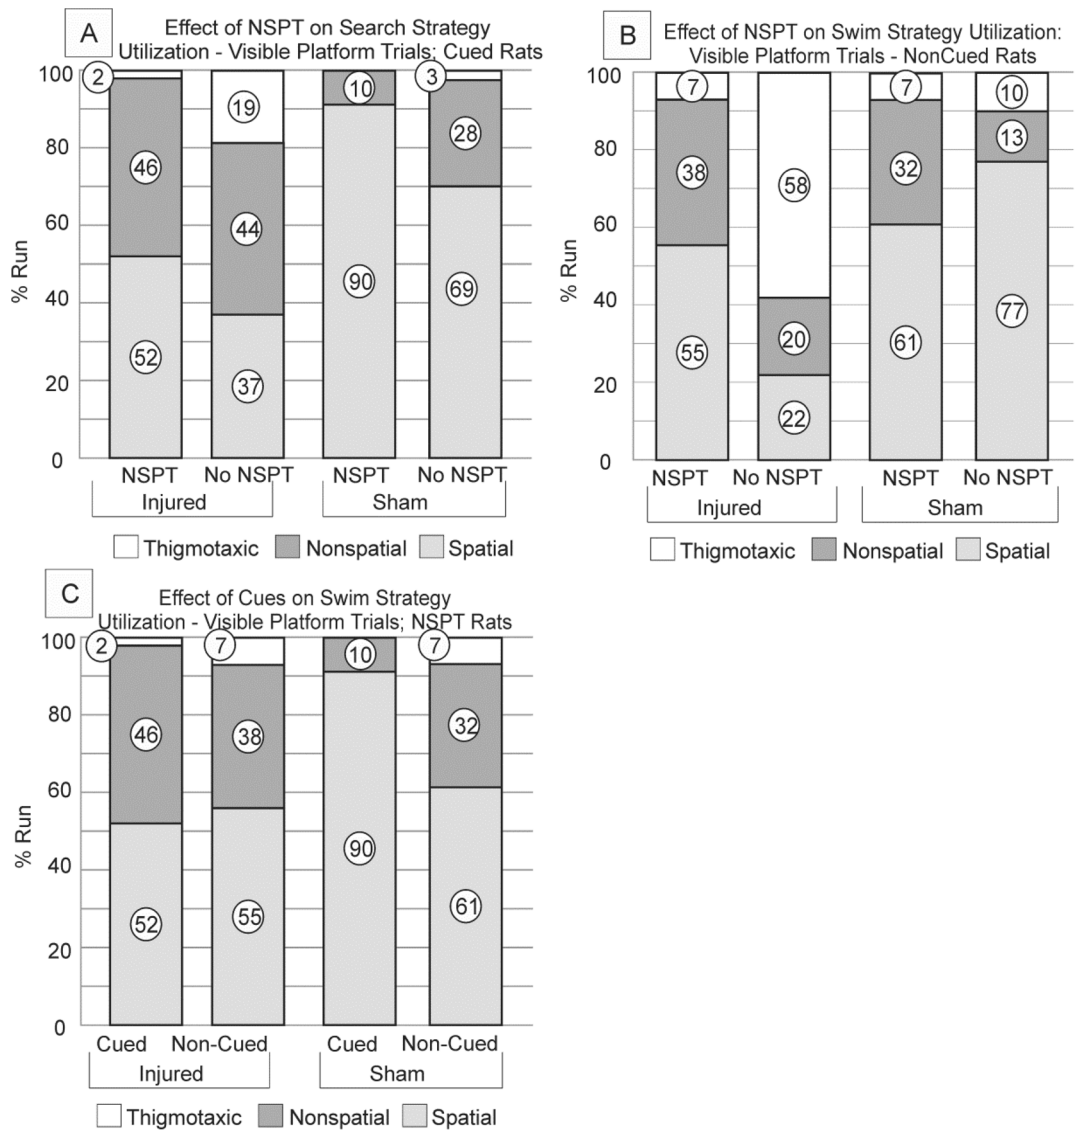 A
Effect of NSPT on Search Strategy
Utilization - Visible Platform Trials; Cued Rats
% Run
100
80
60
40
20
0
2
46
52
19
44
37
10
90
3
28
69
NSPT No NSPT NSPT No NSPT
Injured Sham
Thigmotaxic Nonspatial Spatial
B
Effect of NSPT on Swim Strategy Utilization:
Visible Platform Trials - NonCued Rats
% Run
100
80
60
40
20
0
7
38
55
58
20
22
7
32
61
10
13
77
NSPT No NSPT NSPT No NSPT
Injured Sham
Thigmotaxic Nonspatial Spatial
C
Effect of Cues on Swim Strategy
Utilization - Visible Platform Trials; NSPT Rats
% Run
100
80
60
40
20
0
2
46
52
7
38
55
10
90
7
32
61
Cued Non-Cued Cued Non-Cued
Injured Sham
Thigmotaxic Nonspatial Spatial